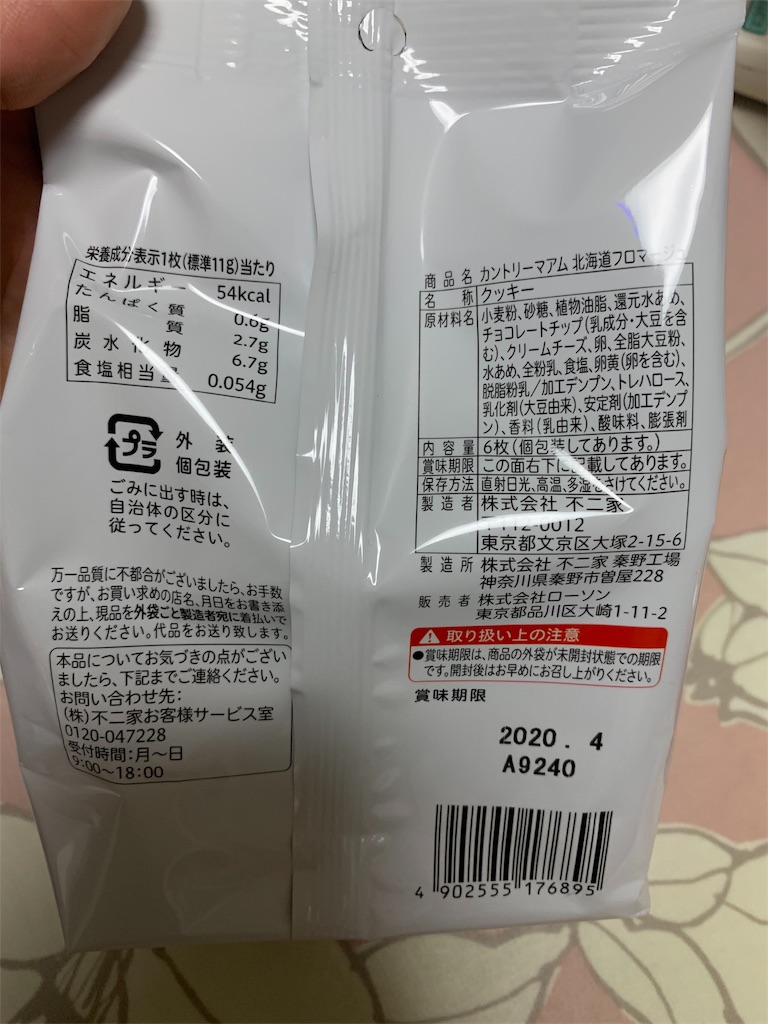 栄養成分表示1枚(標準11g)当たり
エネルギー 54kcal
たんぱく質 0.6g
脂質 2.7g
炭水化物 6.7g
食塩相当量 0.054g
プラ
外装
個包装
ごみに出す時は、
自治体の区分に
従ってください。
万一品質に不都合がございましたら、お手数
ですが、お買い求めの店名、月日をお書き添
えの上、現品を外袋ごと製造者宛に着払いで
お送りください。代品をお送り致します。
本品についてお気づきの点がござい
ましたら、下記までご連絡ください。
お問い合わせ先:
(株)不二家お客様サービス室
0120-047228
受付時間:月〜日
9:00〜18:00
商品名 カントリーマアム 北海道フロマージュ
名称 クッキー
原材料名 小麦粉、砂糖、植物油脂、還元水あめ、
チョコレートチップ(乳成分・大豆を含
む)、クリームチーズ、卵、全脂大豆粉、
水あめ、全粉乳、食塩、卵黄(卵を含む)、
脱脂粉乳/加工デンプン、トレハロース、
乳化剤(大豆由来)、安定剤(加工デンプ
ン)、香料(乳由来)、酸味料、膨張剤
内容量 6枚(個包装してあります。)
賞味期限 この面右下に記載してあります。
保存方法 直射日光、高温、多湿をさけてください。
製造者 株式会社 不二家
〒112-0012
東京都文京区大塚2-15-6
製造所 株式会社 不二家 秦野工場
神奈川県秦野市曽屋228
販売者 株式会社ローソン
東京都品川区大崎1-11-2
取り扱い上の注意
●賞味期限は、商品の外袋が未開封状態での期限
です。開封後はお早めにお召し上がりください。
賞味期限
2020.4
A9240
4 902555 176895